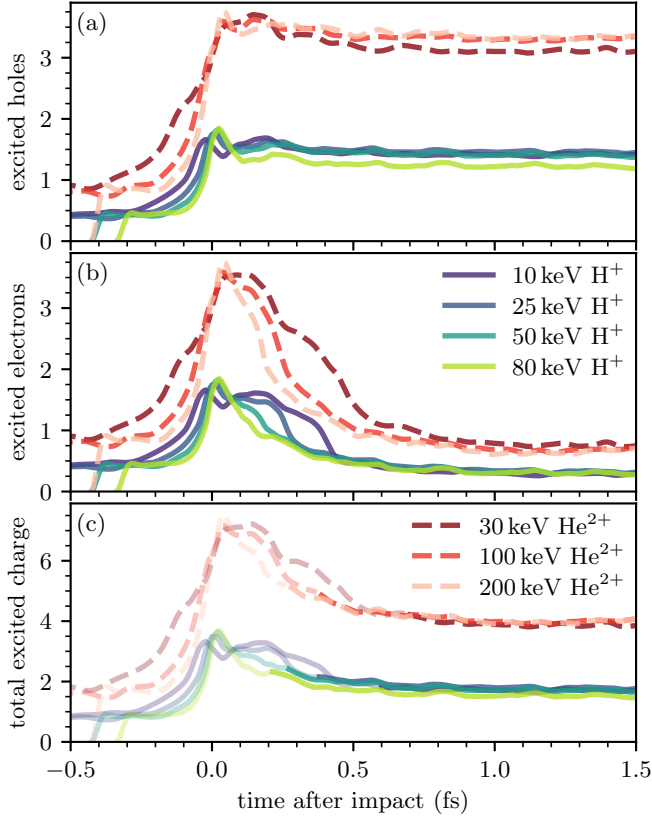 (a)
excited holes
3
2
1
0
(b)
excited electrons
3
2
1
0
10 keV H⁺
25 keV H⁺
50 keV H⁺
80 keV H⁺
(c)
total excited charge
6
4
2
0
30 keV He²⁺
100 keV He²⁺
200 keV He²⁺
−0.5 0.0 0.5 1.0 1.5
time after impact (fs)